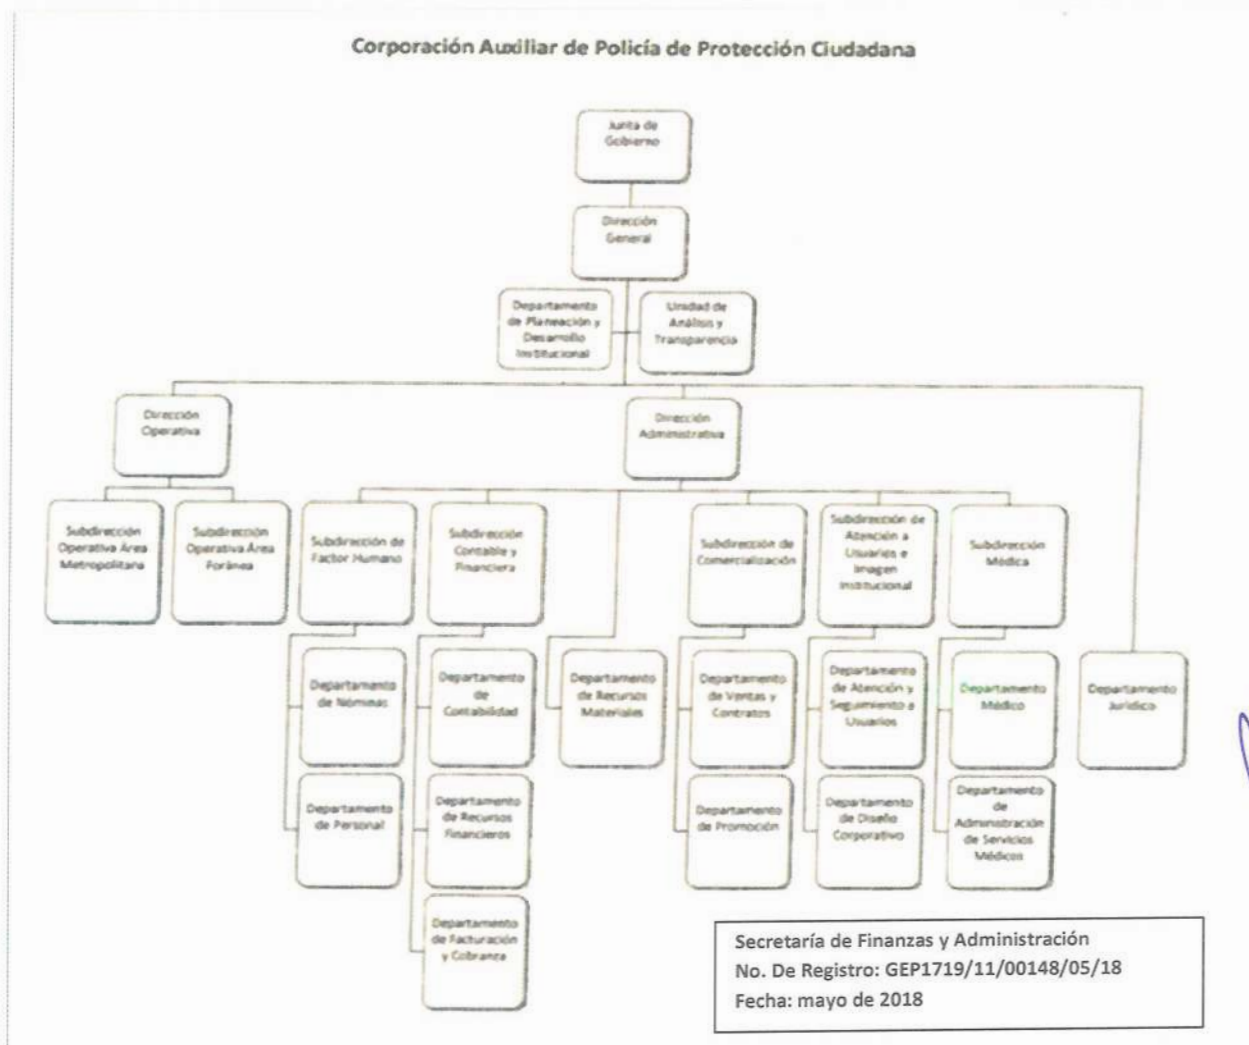 Corporación Auxiliar de Policía de Protección Ciudadana
Junta de
Gobierno
Dirección
General
Departamento
de Planeación y
Desarrollo
Institucional
Unidad de
Análisis y
Transparencia
Dirección
Operativa
Dirección
Administrativa
Subdirección
Operativa Área
Metropolitana
Subdirección
Operativa Área
Foránea
Subdirección de
Factor Humano
Subdirección
Contable y
Financiera
Subdirección de
Comercialización
Subdirección de
Atención a
Usuarios e
Imagen
Institucional
Subdirección
Médica
Departamento
de Nóminas
Departamento
de
Contabilidad
Departamento
de Recursos
Materiales
Departamento
de Ventas y
Contratos
Departamento
de Atención y
Seguimiento a
Usuarios
Departamento
Médico
Departamento
Jurídico
Departamento
de Personal
Departamento
de Recursos
Financieros
Departamento
de Promoción
Departamento
de Diseño
Corporativo
Departamento
de
Administración
de Servicios
Médicos
Departamento
de Facturación
y Cobranza
Secretaría de Finanzas y Administración
No. De Registro: GEP1719/11/00148/05/18
Fecha: mayo de 2018